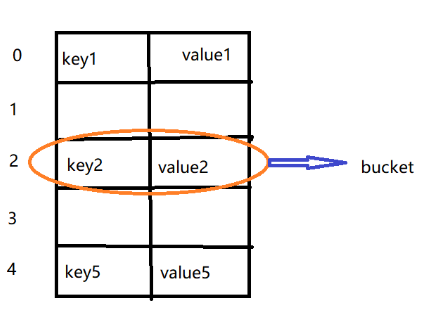 0 key1 value1
1
2 key2 value2 bucket
3
4 key5 value5